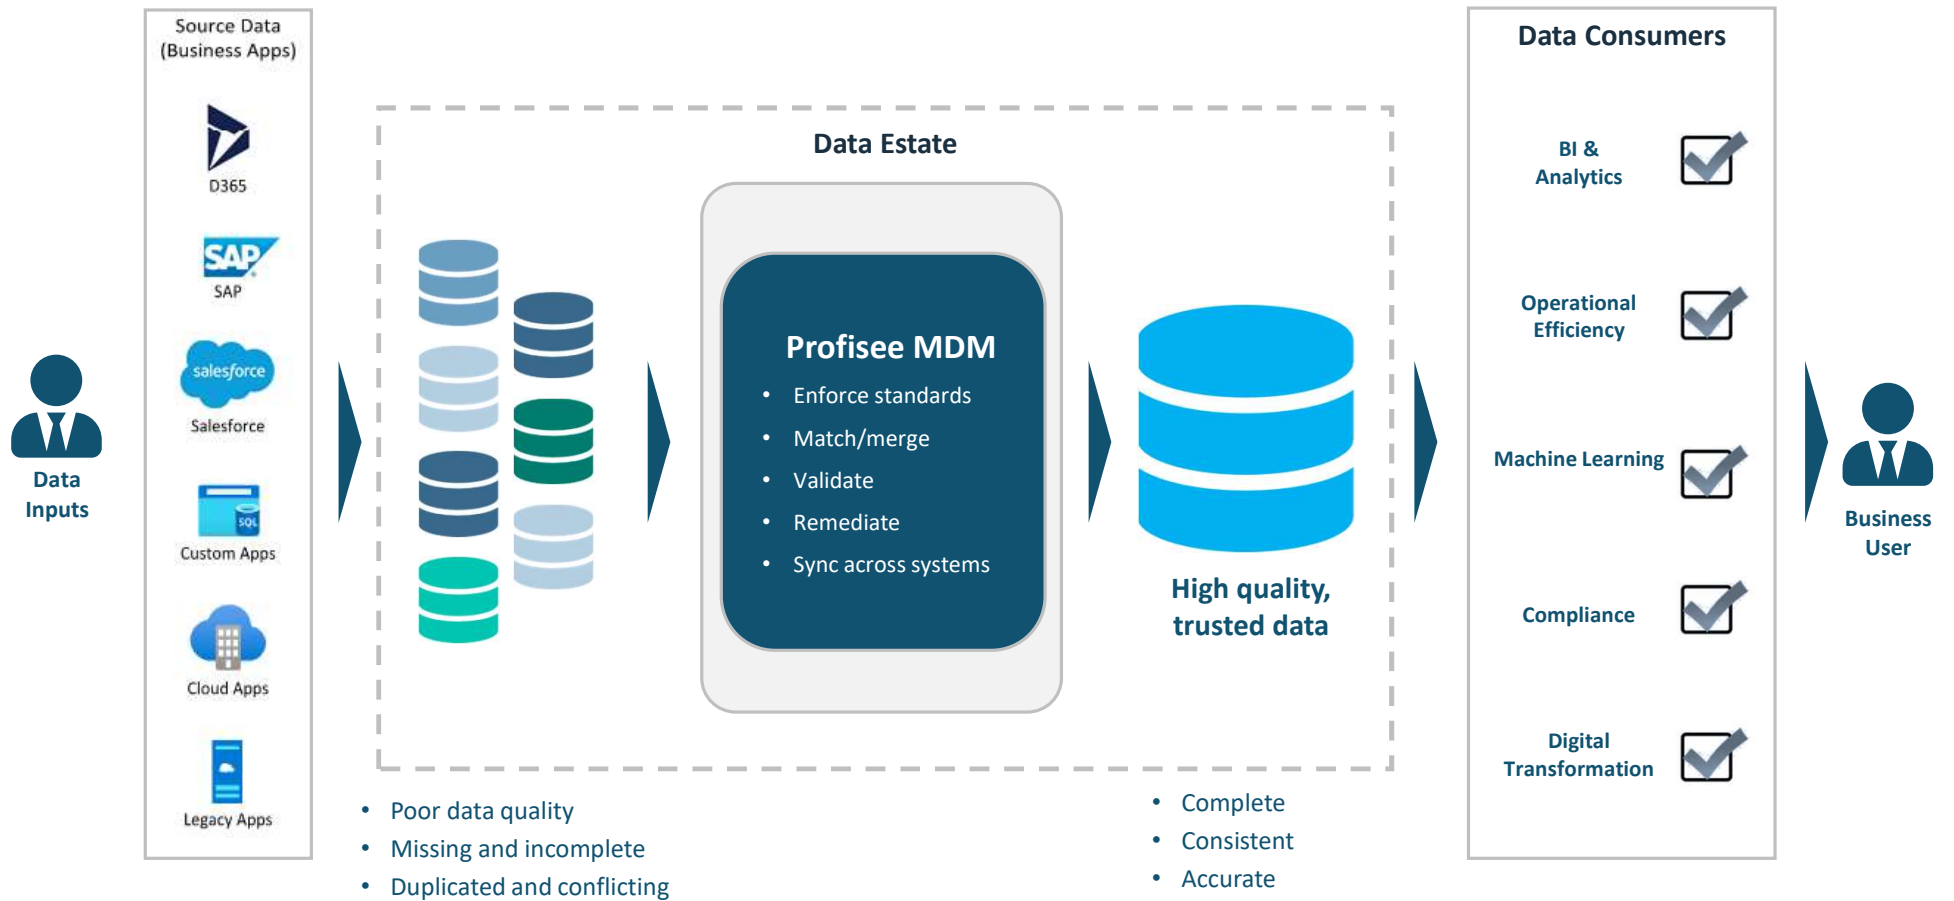 Source Data
(Business Apps)
D365
SAP
SAP
salesforce
Salesforce
SQL
Custom Apps
Cloud Apps
Legacy Apps
Data
Inputs
Data Estate
Profisee MDM
• Enforce standards
• Match/merge
• Validate
• Remediate
• Sync across systems
High quality,
trusted data
• Poor data quality
• Missing and incomplete
• Duplicated and conflicting
• Complete
• Consistent
• Accurate
Data Consumers
BI &
Analytics
Operational
Efficiency
Machine Learning
Compliance
Digital
Transformation
Business
User